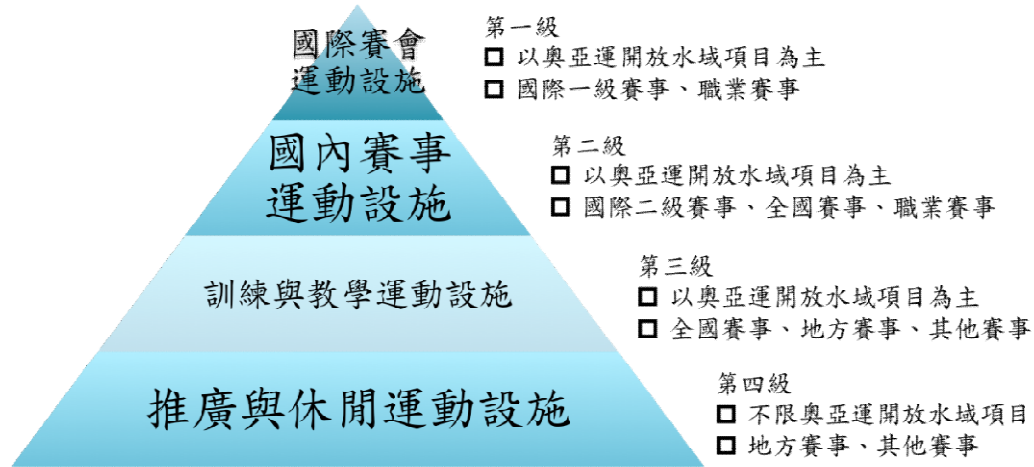 國際賽會
運動設施
第一級
以奧亞運開放水域項目為主
國際一級賽事、職業賽事
國內賽事
運動設施
第二級
以奧亞運開放水域項目為主
國際二級賽事、全國賽事、職業賽事
訓練與教學運動設施
第三級
以奧亞運開放水域項目為主
全國賽事、地方賽事、其他賽事
推廣與休閒運動設施
第四級
不限奧亞運開放水域項目
地方賽事、其他賽事